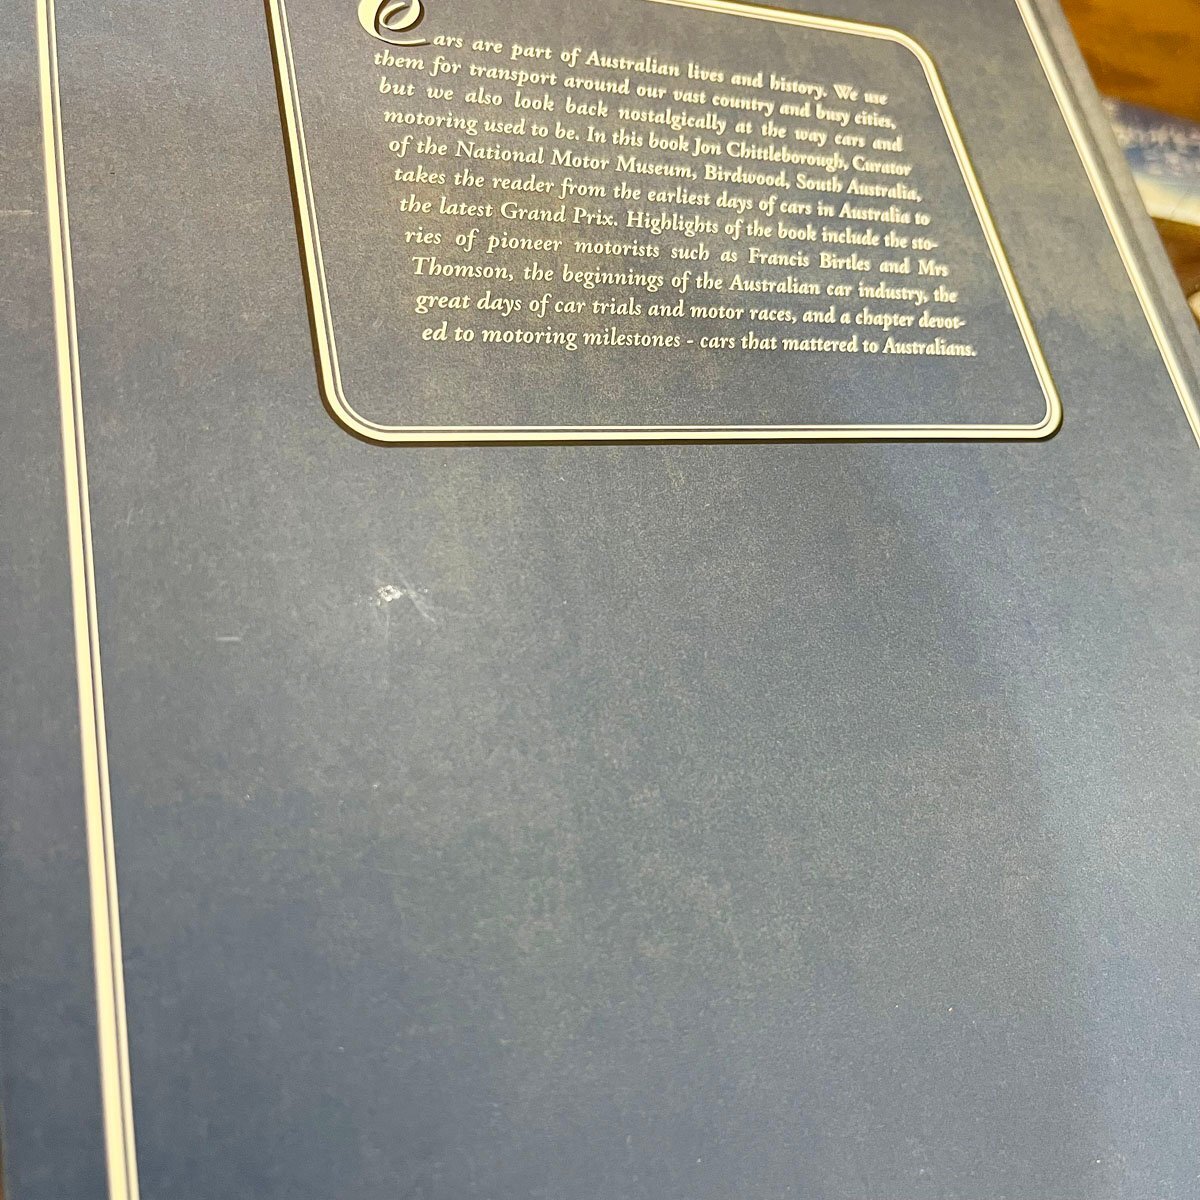 Cars are part of Australian lives and history. We use
them for transport around our vast country and busy cities,
but we also look back nostalgically at the way cars and
motoring used to be. In this book Jon Chittleborough, Curator
of the National Motor Museum, Birdwood, South Australia,
takes the reader from the earliest days of cars in Australia to
the latest Grand Prix. Highlights of the book include the sto-
ries of pioneer motorists such as Francis Birtles and Mrs
Thomson, the beginnings of the Australian car industry, the
great days of car trials and motor races, and a chapter devot-
ed to motoring milestones - cars that mattered to Australians.